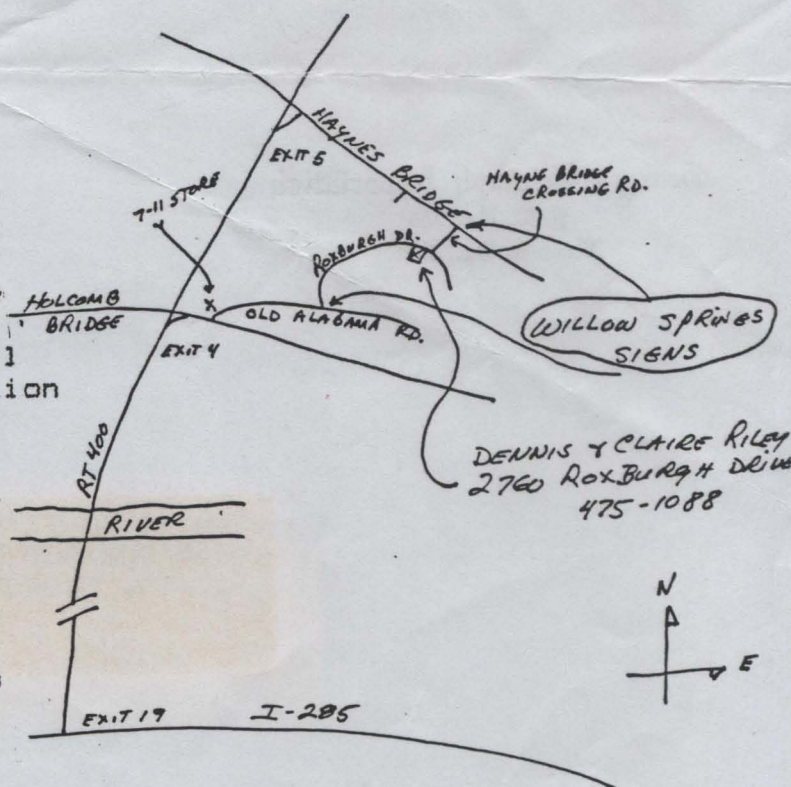 HAYNES BRIDGE
EXIT 5
HAYNE BRIDGE
CROSSING RD.
7-11 STORE
ROXBURGH DR.
HOLCOMB
BRIDGE
OLD ALABAMA RD.
WILLOW SPRINGS
SIGNS
EXIT 4
ion
RT 400
DENNIS & CLAIRE RILEY
2760 ROXBURGH DRIVE
475-1088
RIVER
N
E
EXIT 19
I-285